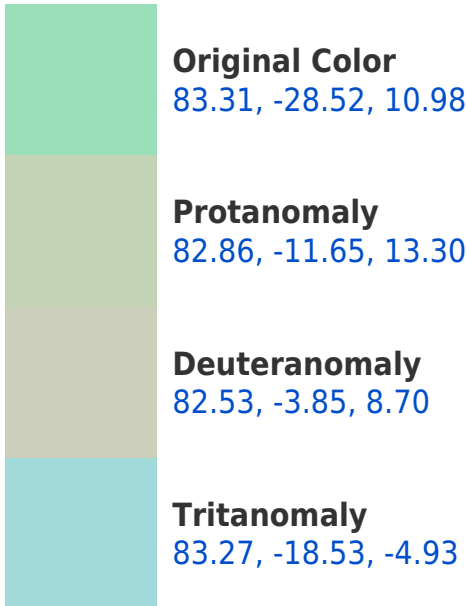 Original Color
83.31, -28.52, 10.98
Protanomaly
82.86, -11.65, 13.30
Deuteranomaly
82.53, -3.85, 8.70
Tritanomaly
83.27, -18.53, -4.93